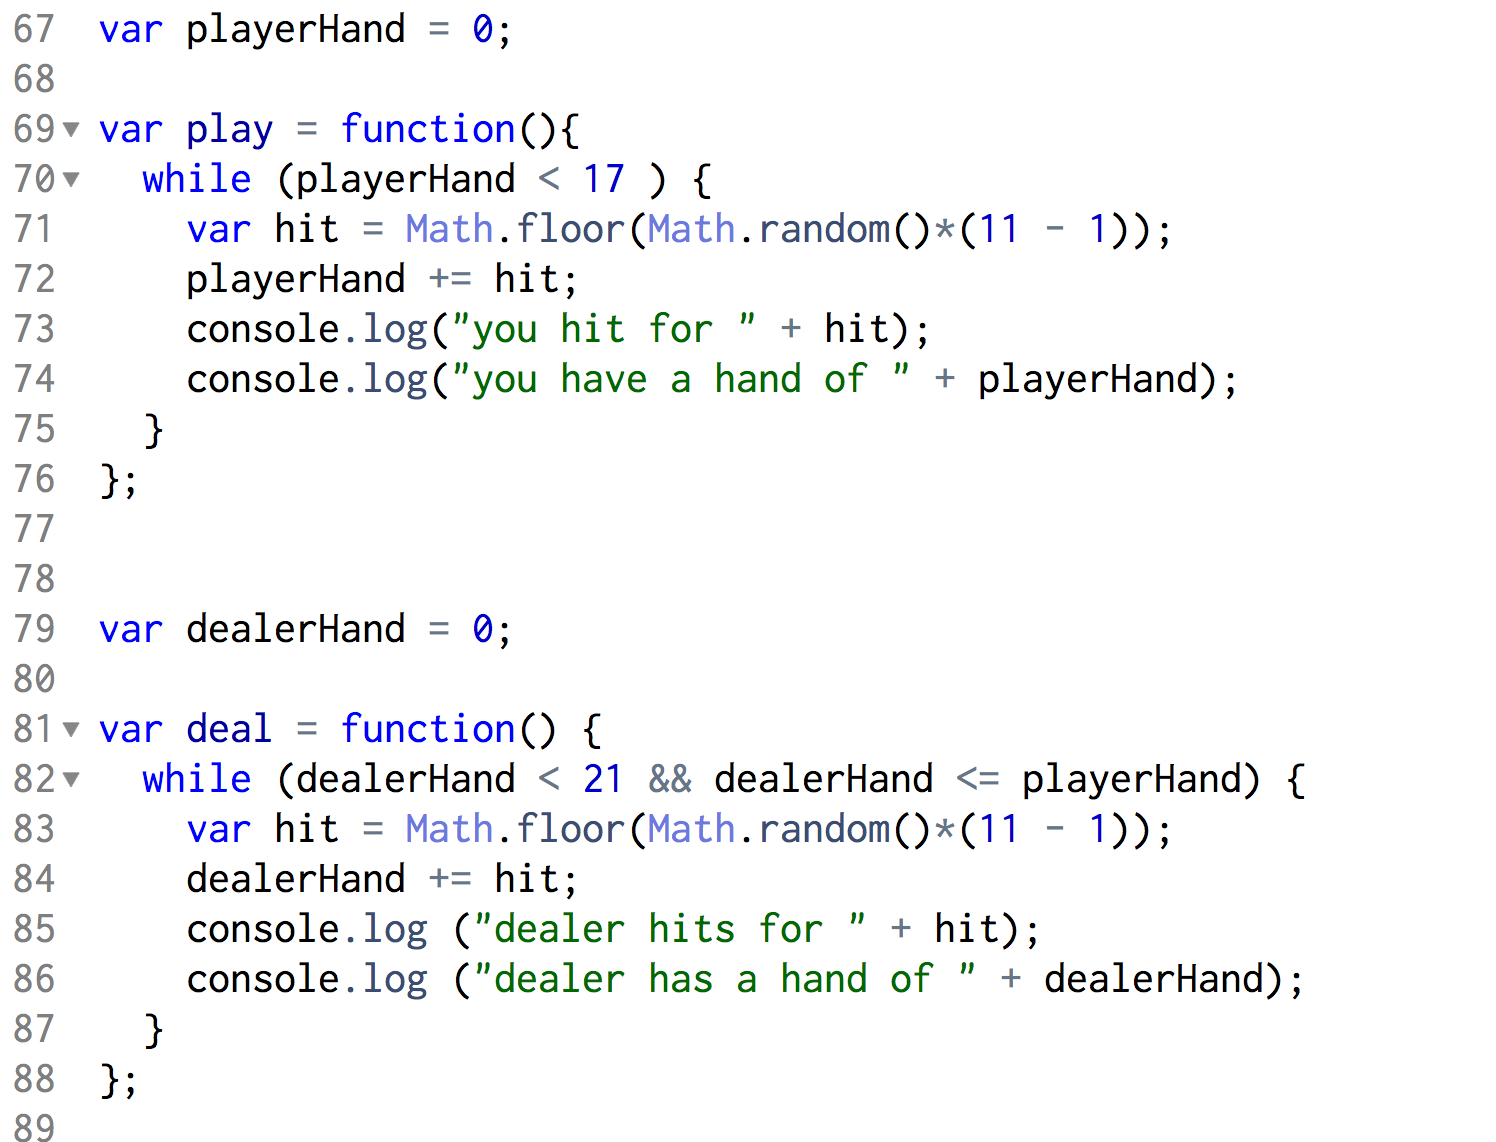 67 var playerHand = 0;
68
69 var play = function(){
70 while (playerHand < 17 ) {
71 var hit = Math.floor(Math.random()*(11 - 1));
72 playerHand += hit;
73 console.log("you hit for " + hit);
74 console.log("you have a hand of " + playerHand);
75 }
76 };
77
78
79 var dealerHand = 0;
80
81 var deal = function() {
82 while (dealerHand < 21 && dealerHand <= playerHand) {
83 var hit = Math.floor(Math.random()*(11 - 1));
84 dealerHand += hit;
85 console.log ("dealer hits for " + hit);
86 console.log ("dealer has a hand of " + dealerHand);
87 }
88 };
89